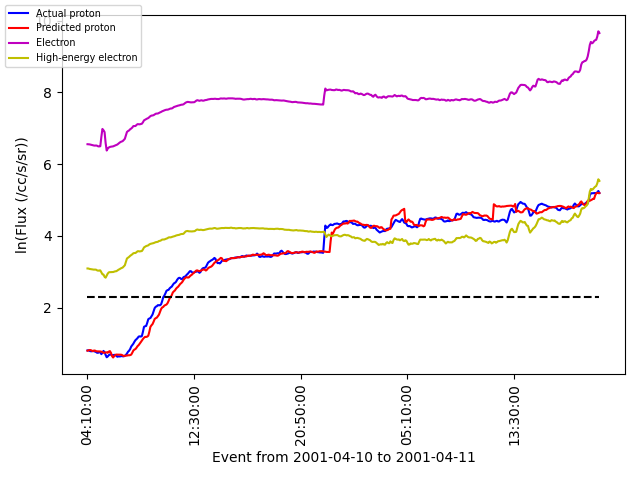 Actual proton
Predicted proton
Electron
High-energy electron
8
6
4
2
ln(Flux (/cc/s/sr))
04:10:00
12:30:00
20:50:00
05:10:00
13:30:00
Event from 2001-04-10 to 2001-04-11